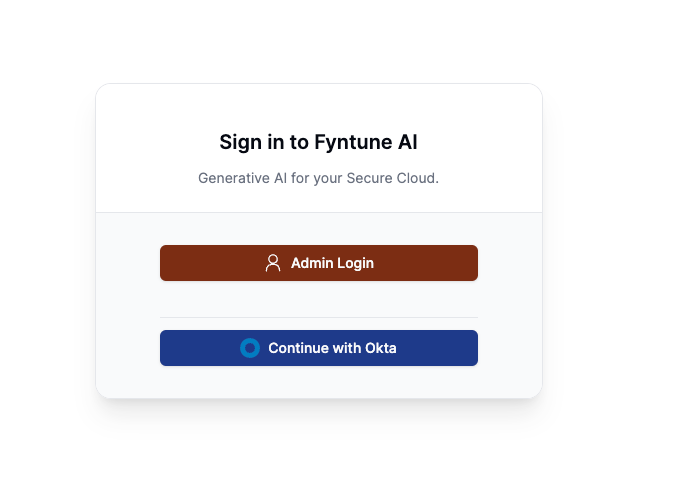 Sign in to Fyntune AI
Generative AI for your Secure Cloud.
Admin Login
Continue with Okta